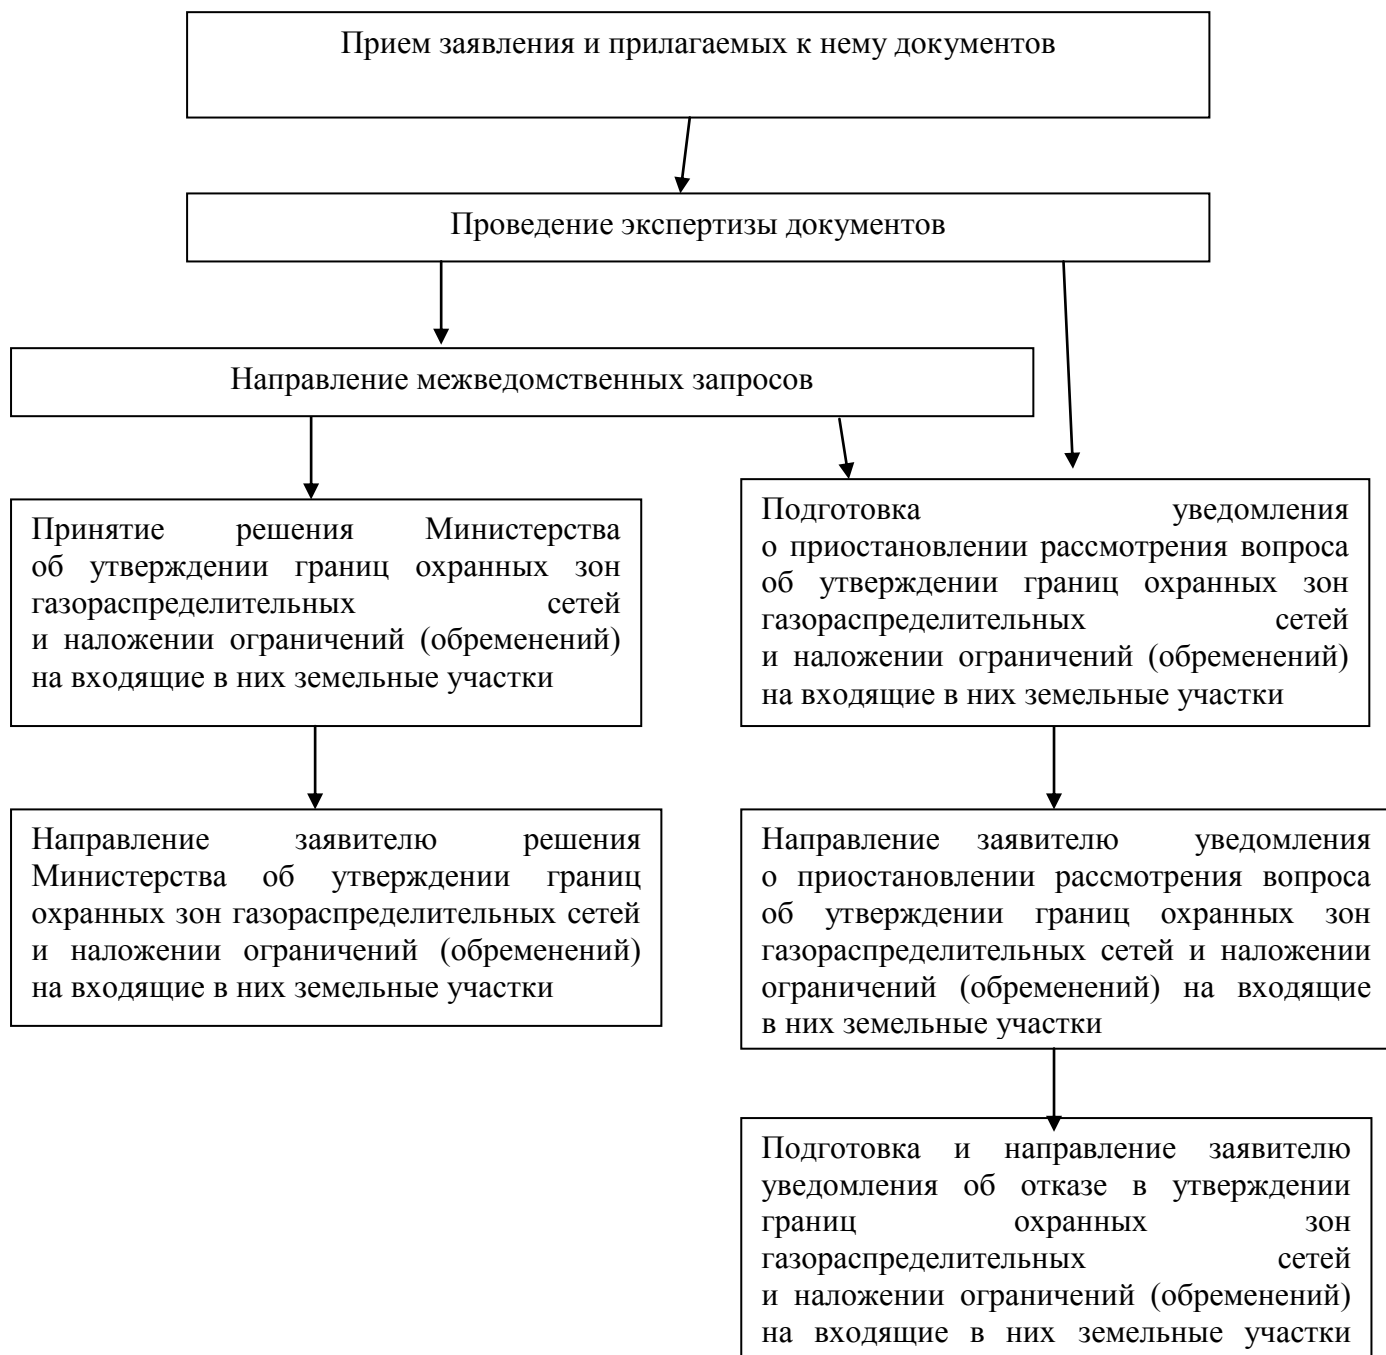 Прием заявления и прилагаемых к нему документов
Проведение экспертизы документов
Направление межведомственных запросов
Принятие решения Министерства
об утверждении границ охранных зон
газораспределительных сетей
и наложении ограничений (обременений)
на входящие в них земельные участки
Подготовка уведомления
о приостановлении рассмотрения вопроса
об утверждении границ охранных зон
газораспределительных сетей
и наложении ограничений (обременений)
на входящие в них земельные участки
Направление заявителю решения
Министерства об утверждении границ
охранных зон газораспределительных сетей
и наложении ограничений (обременений)
на входящие в них земельные участки
Направление заявителю уведомления
о приостановлении рассмотрения вопроса
об утверждении границ охранных зон
газораспределительных сетей и наложении
ограничений (обременений) на входящие
в них земельные участки
Подготовка и направление заявителю
уведомления об отказе в утверждении
границ охранных зон
газораспределительных сетей
и наложении ограничений (обременений)
на входящие в них земельные участки